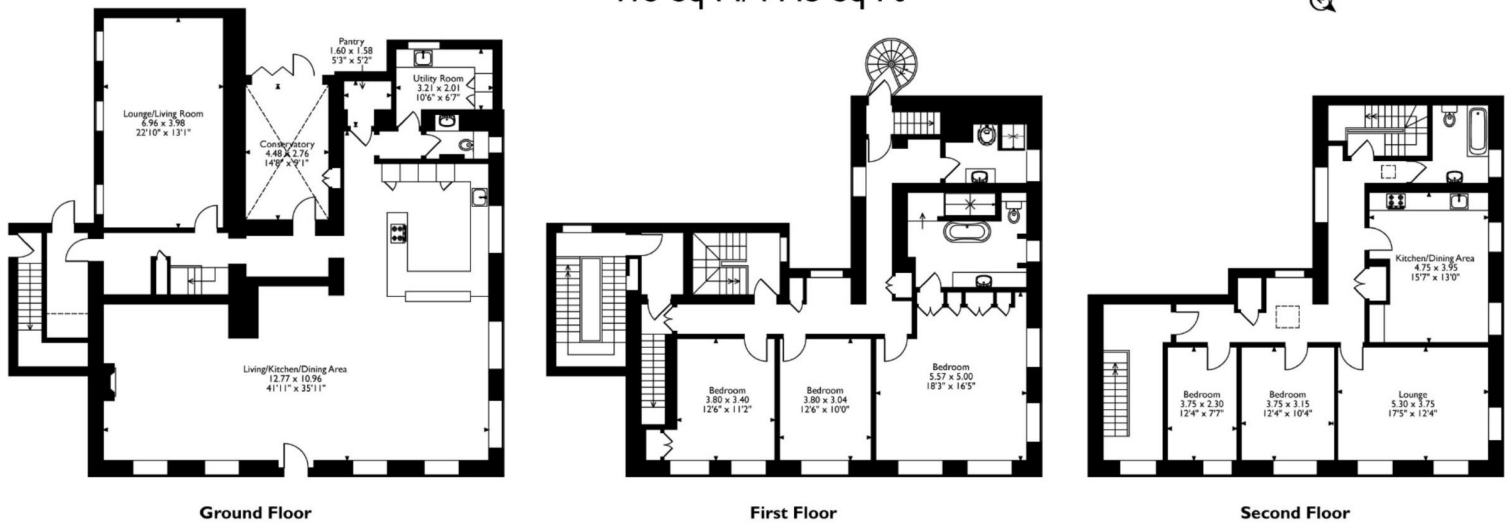 Pantry
1.60 x 1.58
5'3" x 5'2"
Utility Room
3.21 x 2.01
10'6" x 6'7"
Lounge/Living Room
6.96 x 3.98
22'10" x 13'1"
Conservatory
4.48 x 2.76
14'8" x 9'1"
Living/Kitchen/Dining Area
12.77 x 10.96
41'11" x 35'11"
Ground Floor
Bedroom
3.80 x 3.40
12'6" x 11'2"
Bedroom
3.80 x 3.04
12'6" x 10'0"
Bedroom
5.57 x 5.00
18'3" x 16'5"
First Floor
Kitchen/Dining Area
4.75 x 3.95
15'7" x 13'0"
Bedroom
3.75 x 2.30
12'4" x 7'7"
Bedroom
3.75 x 3.15
12'4" x 10'4"
Lounge
5.30 x 3.75
17'5" x 12'4"
Second Floor